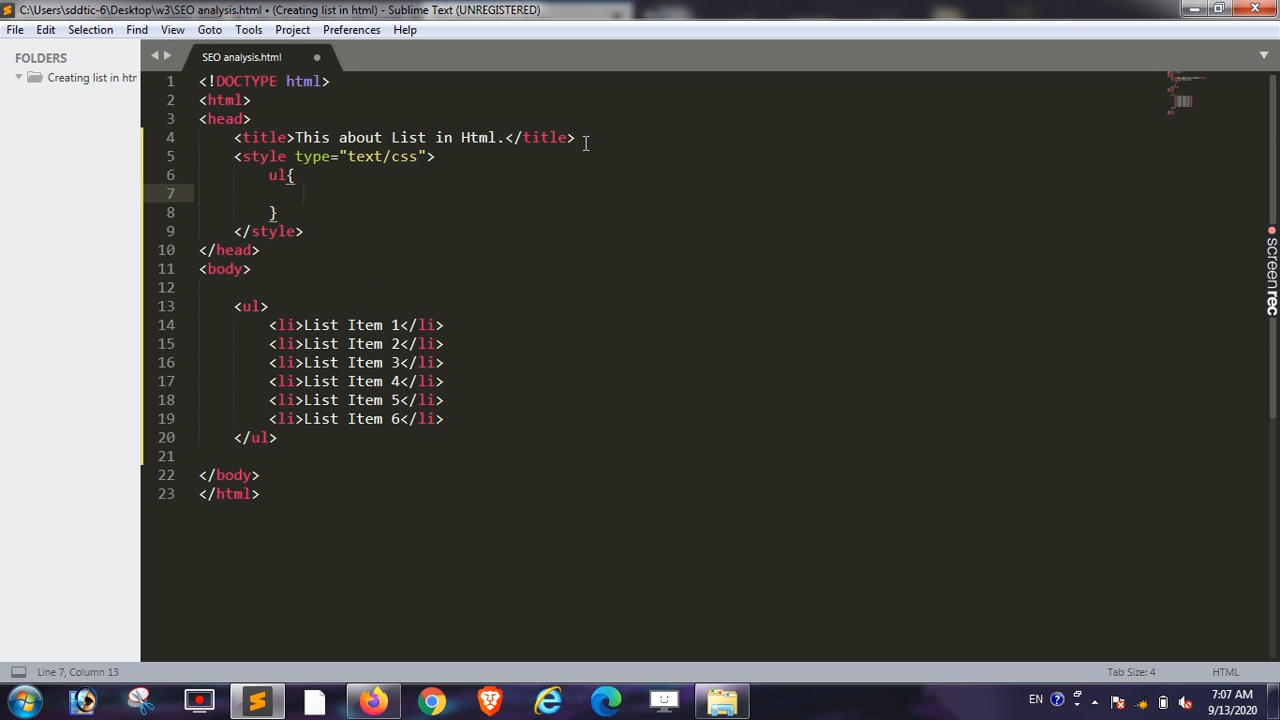 C:\Users\sddtic-6\Desktop\w3\SEO analysis.html • (Creating list in html) - Sublime Text (UNREGISTERED)
File Edit Selection Find View Goto Tools Project Preferences Help
FOLDERS
Creating list in htr
SEO analysis.html
1 <!DOCTYPE html>
2 <html>
3 <head>
4 <title>This about List in Html.</title>
5 <style type="text/css">
6 ul{
7
8 }
9 </style>
10 </head>
11 <body>
12
13 <ul>
14 <li>List Item 1</li>
15 <li>List Item 2</li>
16 <li>List Item 3</li>
17 <li>List Item 4</li>
18 <li>List Item 5</li>
19 <li>List Item 6</li>
20 </ul>
21
22 </body>
23 </html>
screenrec
Line 7, Column 13
Tab Size: 4
HTML
EN
7:07 AM
9/13/2020